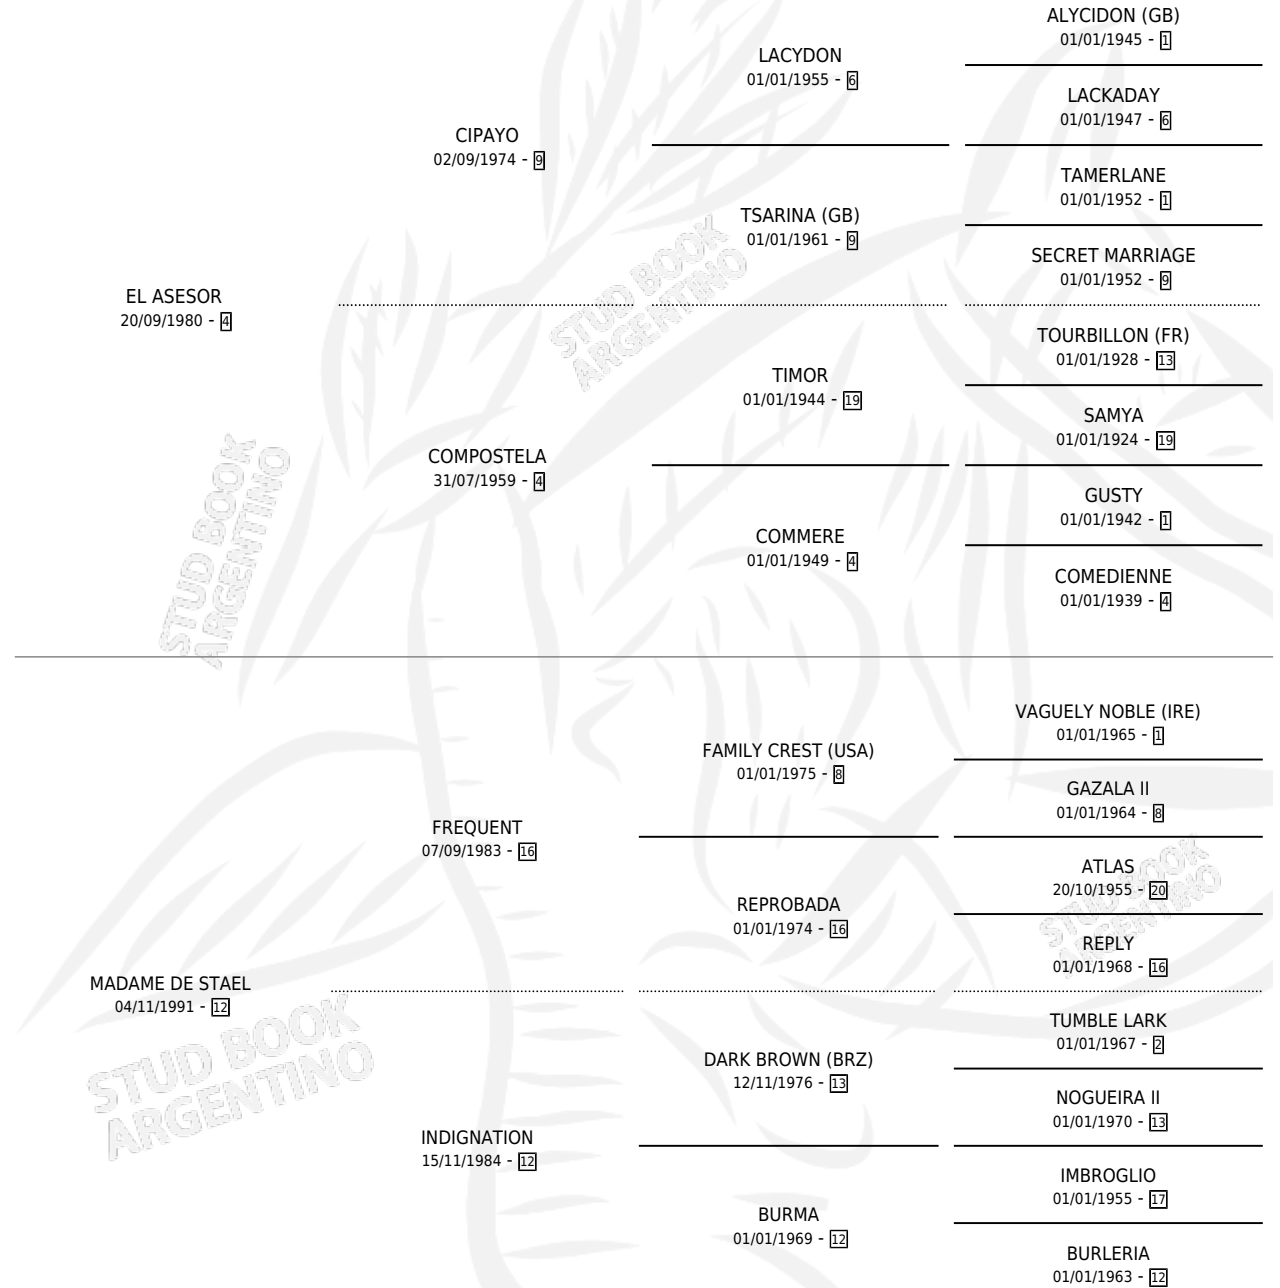 ALYCIDON (GB)
01/01/1945 - 1
LACYDON
01/01/1955 - 6
LACKADAY
01/01/1947 - 6
CIPAYO
02/09/1974 - 9
TAMERLANE
01/01/1952 - 1
TSARINA (GB)
01/01/1961 - 9
SECRET MARRIAGE
01/01/1952 - 9
EL ASESOR
20/09/1980 - 4
STUD BOOK
ARGENTINO
TOURBILLON (FR)
01/01/1928 - 13
TIMOR
01/01/1944 - 19
SAMYA
01/01/1924 - 19
COMPOSTELA
31/07/1959 - 4
GUSTY
01/01/1942 - 1
COMMERE
01/01/1949 - 4
COMEDIENNE
01/01/1939 - 4
STUD BOOK
ARGENTINO
VAGUELY NOBLE (IRE)
01/01/1965 - 1
FAMILY CREST (USA)
01/01/1975 - 8
GAZALA II
01/01/1964 - 8
FREQUENT
07/09/1983 - 16
ATLAS
20/10/1955 - 20
REPROBADA
01/01/1974 - 16
REPLY
01/01/1968 - 16
STUD BOOK
ARGENTINO
MADAME DE STAEL
04/11/1991 - 12
TUMBLE LARK
01/01/1967 - 2
DARK BROWN (BRZ)
12/11/1976 - 13
NOGUEIRA II
01/01/1970 - 13
STUD BOOK
ARGENTINO
INDIGNATION
15/11/1984 - 12
IMBROGLIO
01/01/1955 - 17
BURMA
01/01/1969 - 12
BURLERIA
01/01/1963 - 12